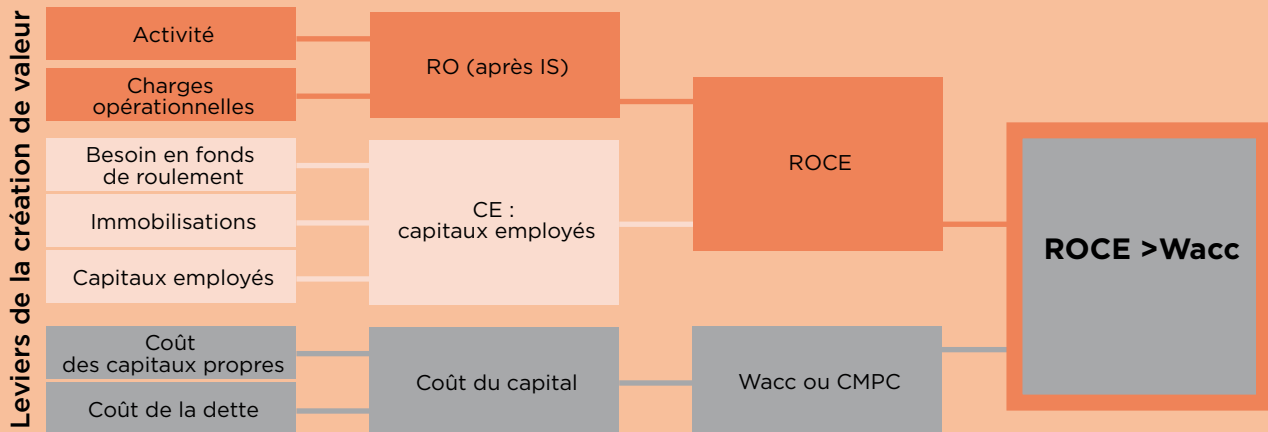 Leviers de la création de valeur
Activité
Charges
opérationnelles
RO (après IS)
Besoin en fonds
de roulement
Immobilisations
Capitaux employés
CE :
capitaux employés
ROCE
Coût
des capitaux propres
Coût de la dette
Coût du capital
Wacc ou CMPC
ROCE >Wacc